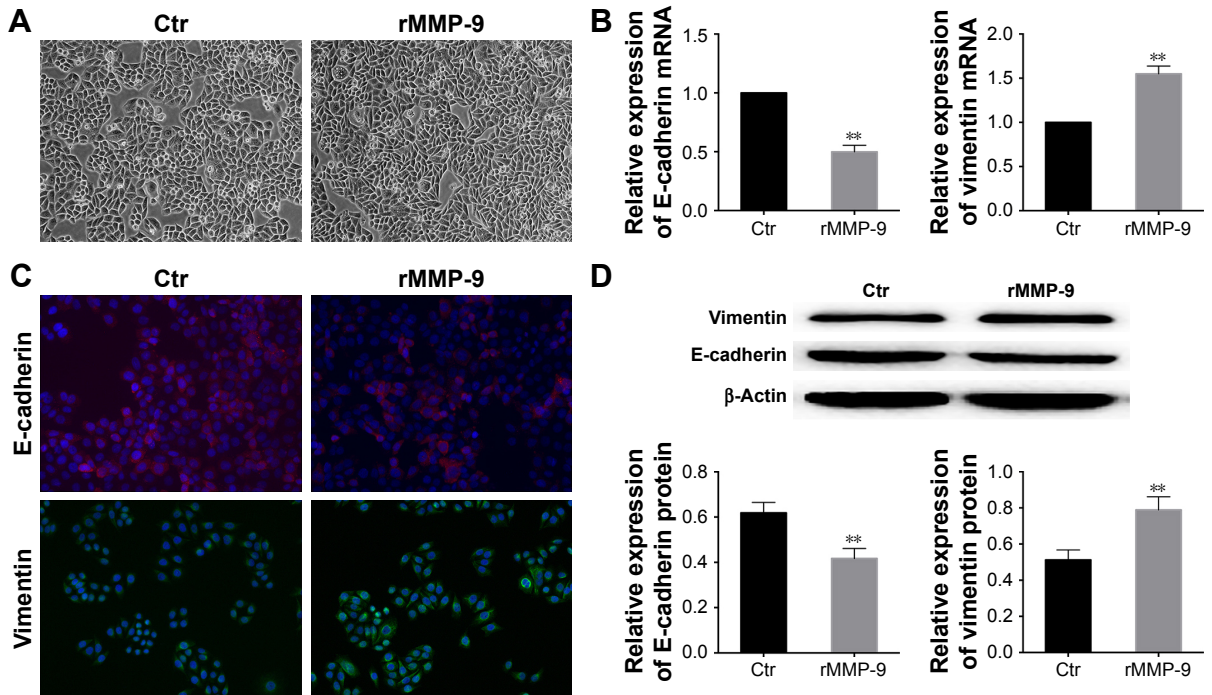 A
Ctr
rMMP-9
B
Relative expression
of E-cadherin mRNA
1.5
1.0
0.5
0.0
**
Ctr
rMMP-9
Relative expression
of vimentin mRNA
2.0
1.5
1.0
0.5
0.0
**
Ctr
rMMP-9
C
Ctr
rMMP-9
E-cadherin
Vimentin
D
Ctr
rMMP-9
Vimentin
E-cadherin
β-Actin
Relative expression
of E-cadherin protein
0.8
0.6
0.4
0.2
0.0
**
Ctr
rMMP-9
Relative expression
of vimentin protein
1.0
0.8
0.6
0.4
0.2
0.0
**
Ctr
rMMP-9